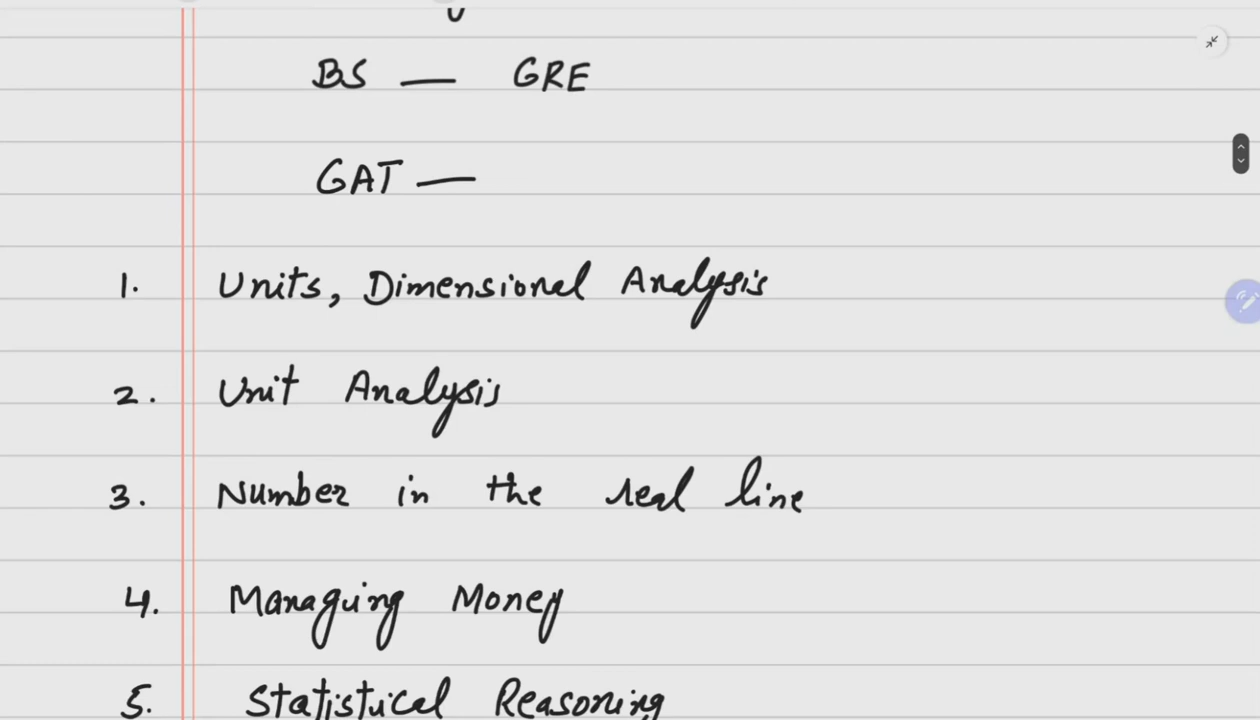 BS — GRE
GAT —
1. Units, Dimensional Analysis
2. Unit Analysis
3. Number in the real line
4. Managing Money
5. Statistical Reasoning